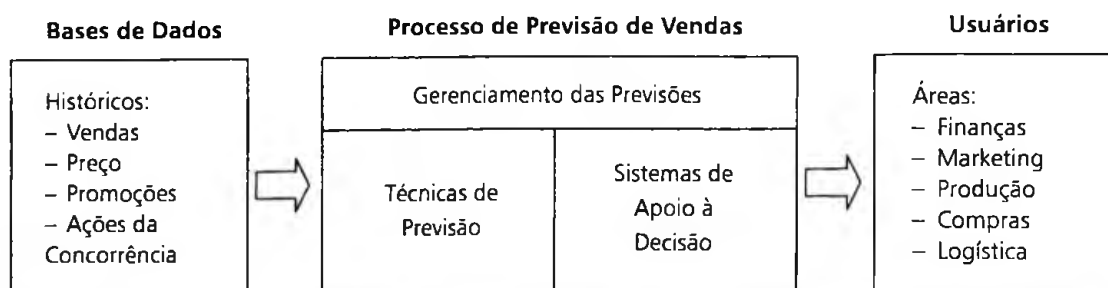 Bases de Dados
Históricos:
– Vendas
– Preço
– Promoções
– Ações da
Concorrência
Processo de Previsão de Vendas
Gerenciamento das Previsões
Técnicas de
Previsão
Sistemas de
Apoio à
Decisão
Usuários
Áreas:
– Finanças
– Marketing
– Produção
– Compras
– Logística